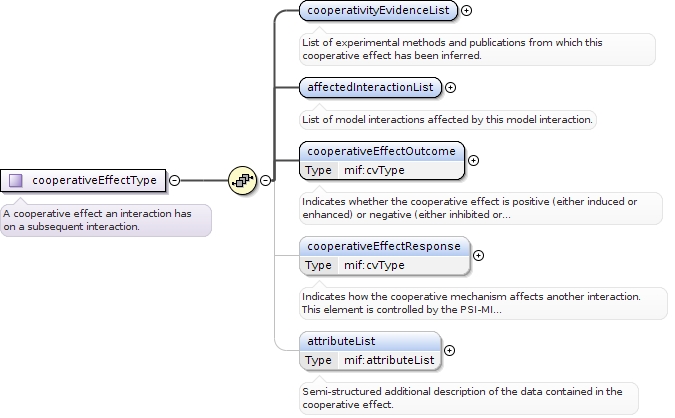 cooperativityEvidenceList
List of experimental methods and publications from which this
cooperative effect has been inferred.
affectedInteractionList
List of model interactions affected by this model interaction.
cooperativeEffectOutcome
Type mif:cvType
cooperativeEffectType
Indicates whether the cooperative effect is positive (either induced or
enhanced) or negative (either inhibited or...
A cooperative effect an interaction has
on a subsequent interaction.
cooperativeEffectResponse
Type mif:cvType
Indicates how the cooperative mechanism affects another interaction.
This element is controlled by the PSI-MI...
attributeList
Type mif:attributeList
Semi-structured additional description of the data contained in the
cooperative effect.